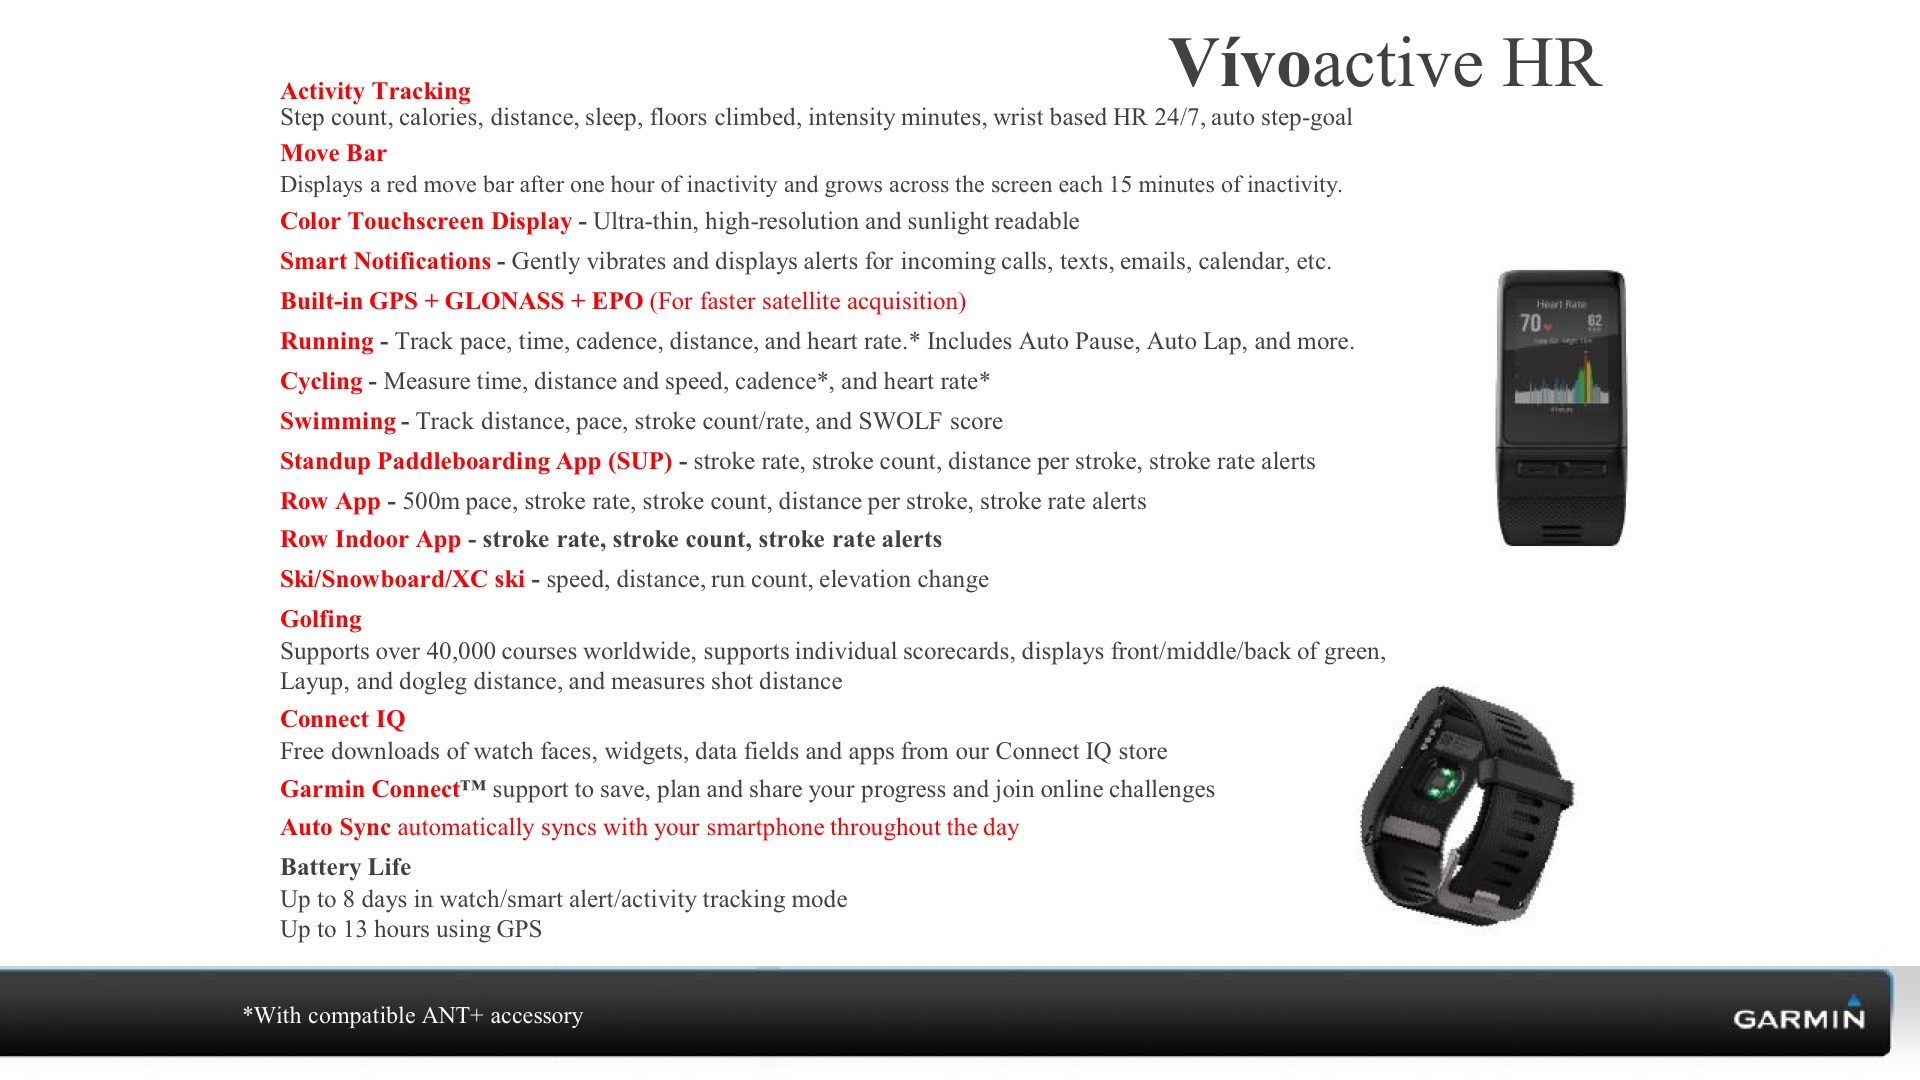 Vívoactive HR
Activity Tracking
Step count, calories, distance, sleep, floors climbed, intensity minutes, wrist based HR 24/7, auto step-goal
Move Bar
Displays a red move bar after one hour of inactivity and grows across the screen each 15 minutes of inactivity.
Color Touchscreen Display - Ultra-thin, high-resolution and sunlight readable
Smart Notifications - Gently vibrates and displays alerts for incoming calls, texts, emails, calendar, etc.
Built-in GPS + GLONASS + EPO (For faster satellite acquisition)
Running - Track pace, time, cadence, distance, and heart rate.* Includes Auto Pause, Auto Lap, and more.
Cycling - Measure time, distance and speed, cadence*, and heart rate*
Swimming - Track distance, pace, stroke count/rate, and SWOLF score
Standup Paddleboarding App (SUP) - stroke rate, stroke count, distance per stroke, stroke rate alerts
Row App - 500m pace, stroke rate, stroke count, distance per stroke, stroke rate alerts
Row Indoor App - stroke rate, stroke count, stroke rate alerts
Ski/Snowboard/XC ski - speed, distance, run count, elevation change
Golfing
Supports over 40,000 courses worldwide, supports individual scorecards, displays front/middle/back of green,
Layup, and dogleg distance, and measures shot distance
Connect IQ
Free downloads of watch faces, widgets, data fields and apps from our Connect IQ store
Garmin Connect™ support to save, plan and share your progress and join online challenges
Auto Sync automatically syncs with your smartphone throughout the day
Battery Life
Up to 8 days in watch/smart alert/activity tracking mode
Up to 13 hours using GPS
Heart Rate
70 62
*With compatible ANT+ accessory
GARMIN